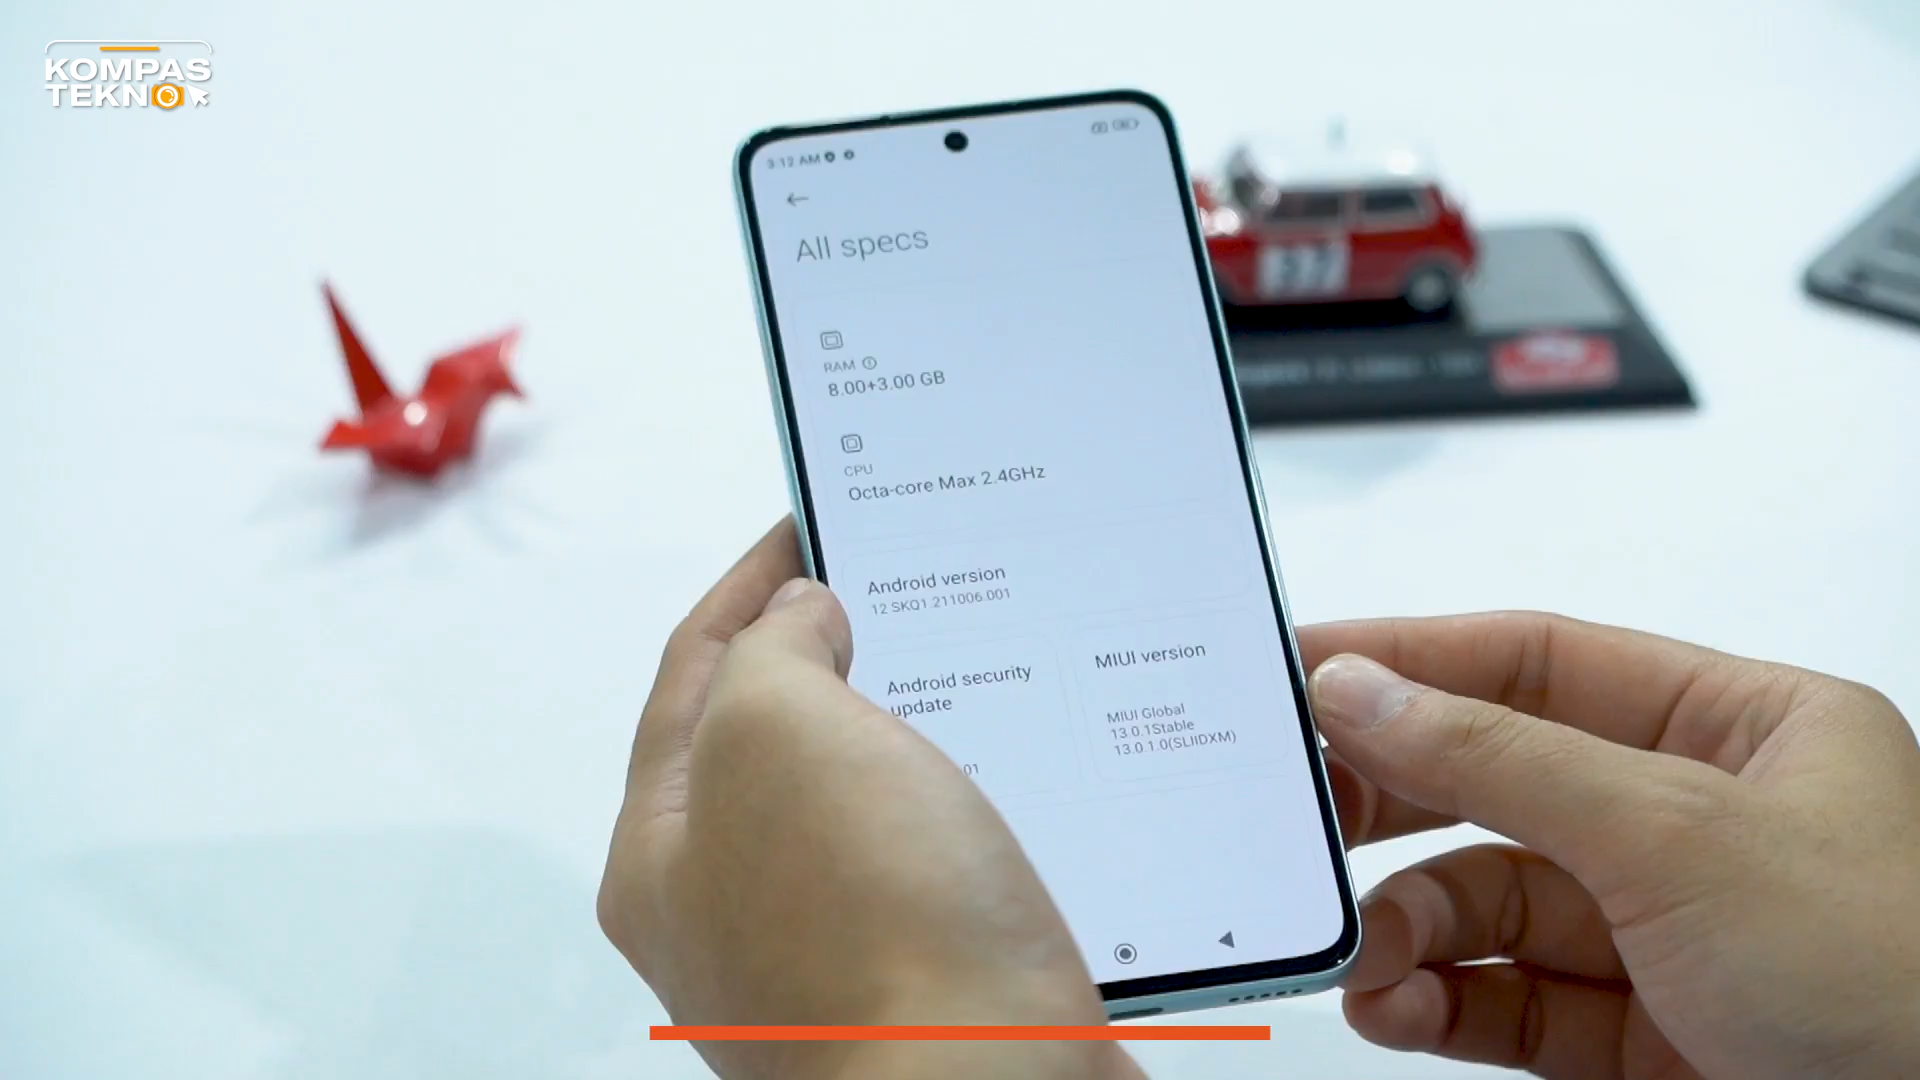 KOMPAS
TEKNO
3:12 AM
All specs
RAM
8.00+3.00 GB
CPU
Octa-core Max 2.4GHz
Android version
12 SKQ1.211006.001
Android security
update
01
MIUI version
MIUI Global
13.0.1Stable
13.0.1.0(SLIIDXM)
37